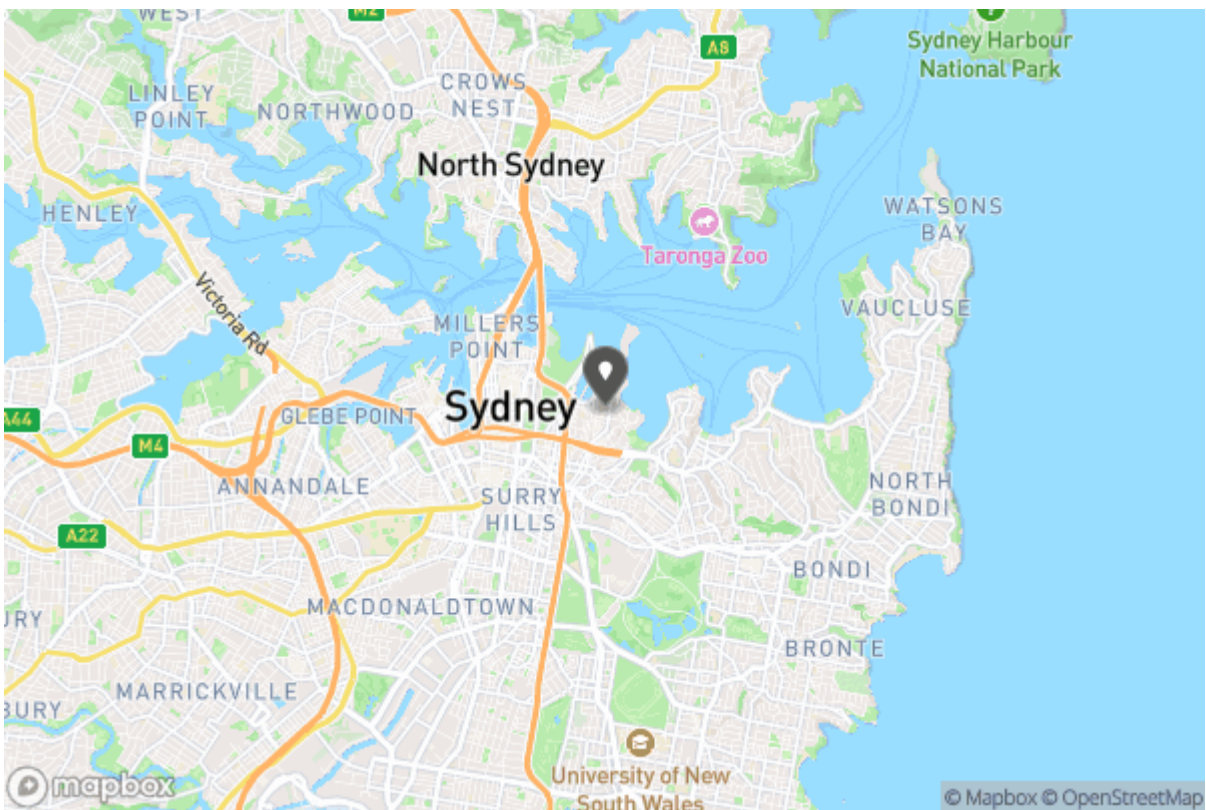 WEST
M2
A8
Sydney Harbour
National Park
CROWS
NEST
LINLEY
POINT
NORTHWOOD
North Sydney
HENLEY
WATSONS
BAY
Taronga Zoo
Victoria Rd
VAUCLUSE
MILLERS
POINT
Sydney
GLEBE POINT
A44
M4
ANNANDALE
NORTH
BONDI
SURRY
HILLS
A22
BONDI
MACDONALDTOWN
URY
BRONTE
MARRICKVILLE
BURY
University of New
South Wales
mapbox
© Mapbox © OpenStreetMap